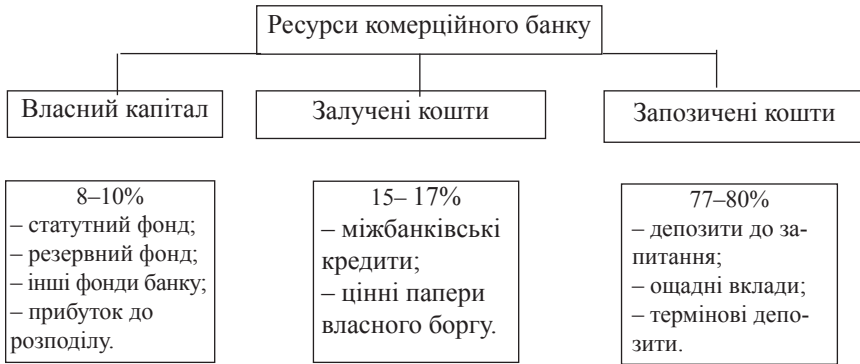 Ресурси комерційного банку
Власний капітал
Залучені кошти
Запозичені кошти
8–10%
– статутний фонд;
– резервний фонд;
– інші фонди банку;
– прибуток до
розподілу.
15– 17%
– міжбанківські
кредити;
– цінні папери
власного боргу.
77–80%
– депозити до за-
питання;
– ощадні вклади;
– термінові депо-
зити.